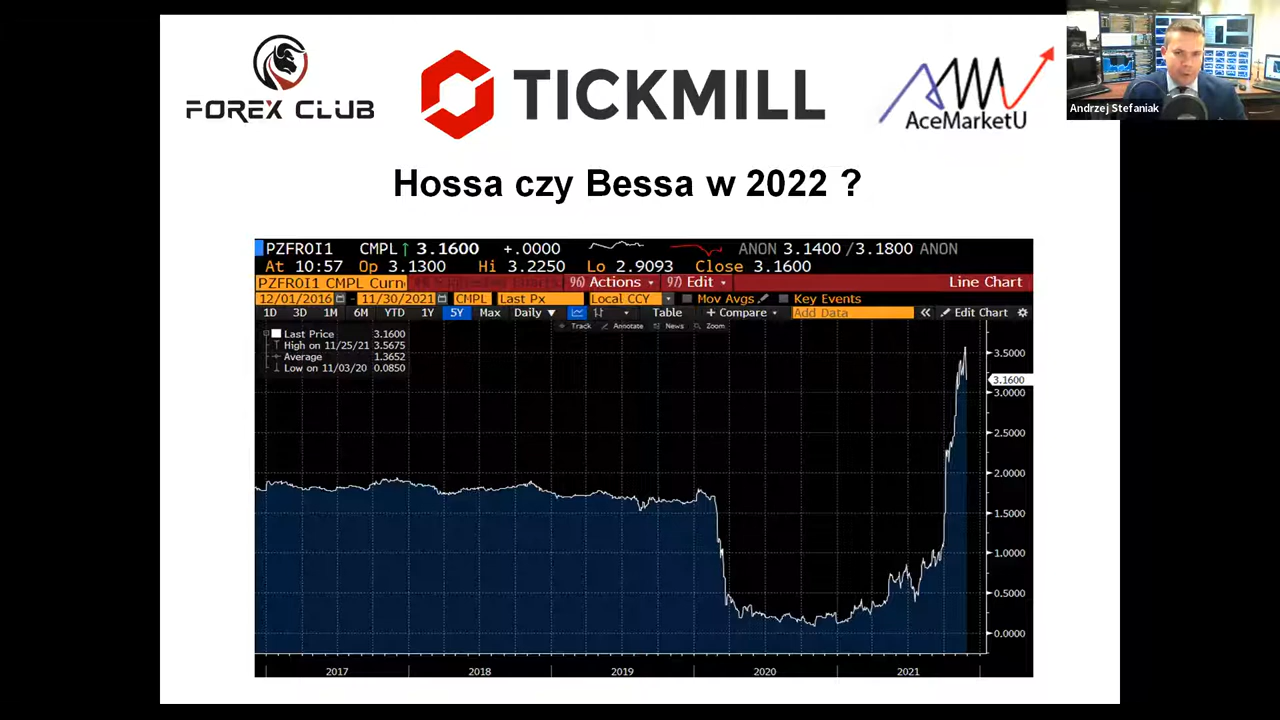 FOREX CLUB
TICKMILL
AceMarketU
Andrzej Stefaniak
Hossa czy Bessa w 2022 ?
PZFR0I1 CMPL↑ 3.1600 +.0000 ANON 3.1400 /3.1800 ANON
At 10:57 Op 3.1300 Hi 3.2250 Lo 2.9093 Close 3.1600
PZFR0I1 CMPL Curn 96) Actions 97) Edit Line Chart
12/01/2016 - 11/30/2021 CMPL Last Px Local CCY Mov Avgs Key Events
1D 3D 1M 6M YTD 1Y 5Y Max Daily ▼ Table + Compare Add Data « Edit Chart
Track Annotate News Zoom
Last Price 3.1600
High on 11/25/21 3.5675
Average 1.3652
Low on 11/03/20 0.0850
3.5000
3.1600
3.0000
2.5000
2.0000
1.5000
1.0000
0.5000
0.0000
2017 2018 2019 2020 2021